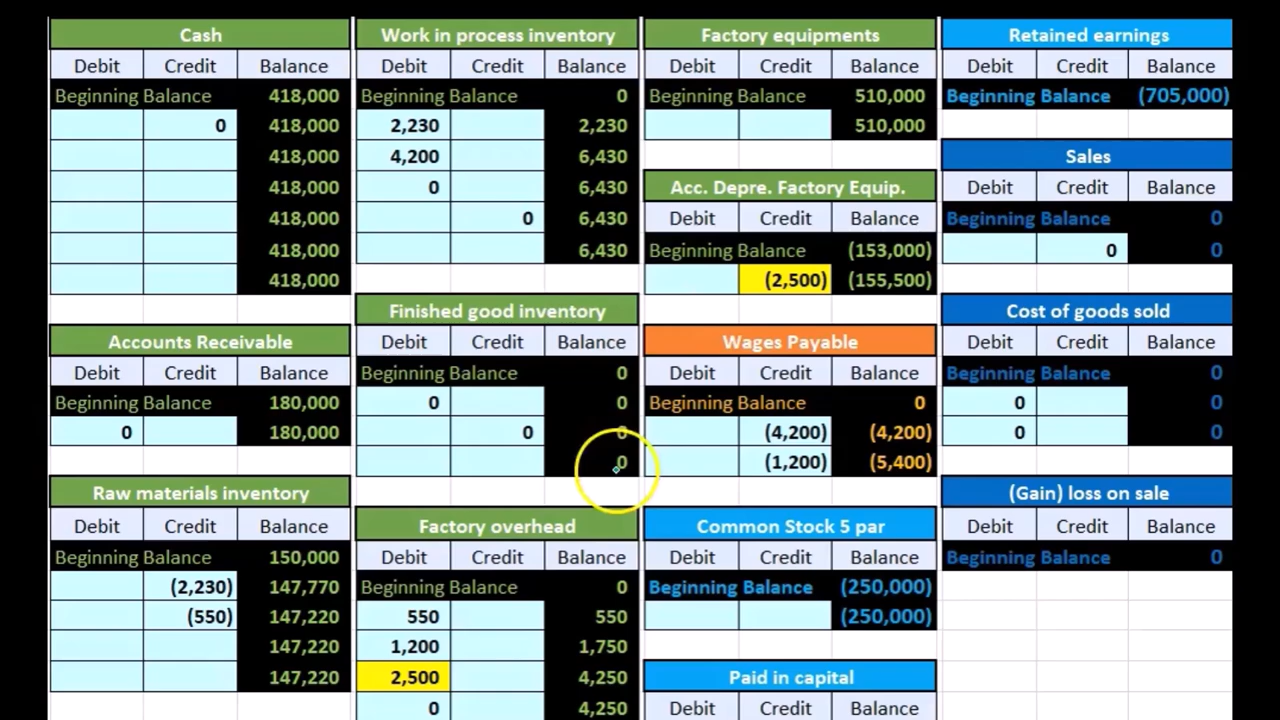 Cash
Debit Credit Balance
Beginning Balance 418,000
0 418,000
418,000
418,000
418,000
418,000
418,000
Accounts Receivable
Debit Credit Balance
Beginning Balance 180,000
0 180,000
Raw materials inventory
Debit Credit Balance
Beginning Balance 150,000
(2,230) 147,770
(550) 147,220
147,220
147,220
Work in process inventory
Debit Credit Balance
Beginning Balance 0
2,230 2,230
4,200 6,430
0 6,430
0 6,430
6,430
Finished good inventory
Debit Credit Balance
Beginning Balance 0
0 0
0 0
0
Factory overhead
Debit Credit Balance
Beginning Balance 0
550 550
1,200 1,750
2,500 4,250
0 4,250
Factory equipments
Debit Credit Balance
Beginning Balance 510,000
510,000
Acc. Depre. Factory Equip.
Debit Credit Balance
Beginning Balance (153,000)
(2,500) (155,500)
Wages Payable
Debit Credit Balance
Beginning Balance 0
(4,200) (4,200)
(1,200) (5,400)
Common Stock 5 par
Debit Credit Balance
Beginning Balance (250,000)
(250,000)
Paid in capital
Debit Credit Balance
Retained earnings
Debit Credit Balance
Beginning Balance (705,000)
Sales
Debit Credit Balance
Beginning Balance 0
0 0
Cost of goods sold
Debit Credit Balance
Beginning Balance 0
0 0
0 0
(Gain) loss on sale
Debit Credit Balance
Beginning Balance 0